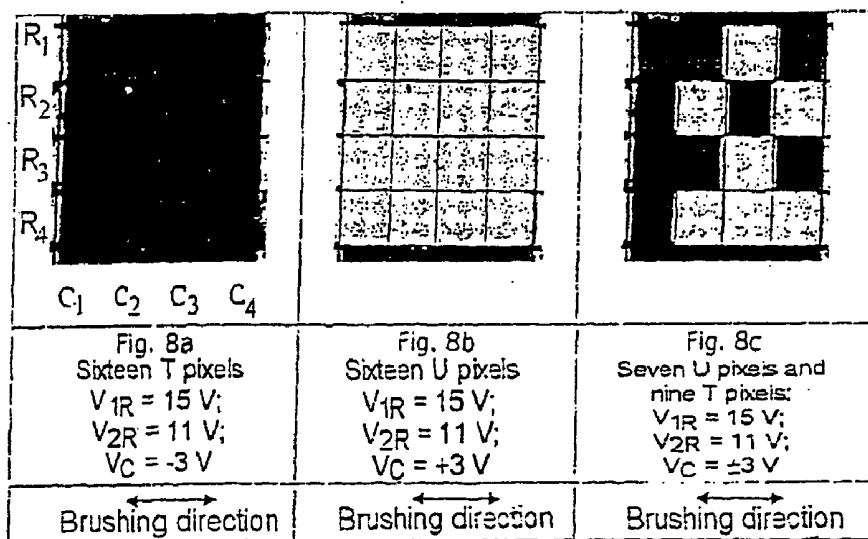 R1
R2
R3
R4
C1 C2 C3 C4
Fig. 8a
Sixteen T pixels
V1R = 15 V;
V2R = 11 V;
VC = -3 V
Brushing direction
Fig. 8b
Sixteen U pixels
V1R = 15 V;
V2R = 11 V;
VC = +3 V
Brushing direction
Fig. 8c
Seven U pixels and
nine T pixels;
V1R = 15 V;
V2R = 11 V;
VC = ±3 V
Brushing direction